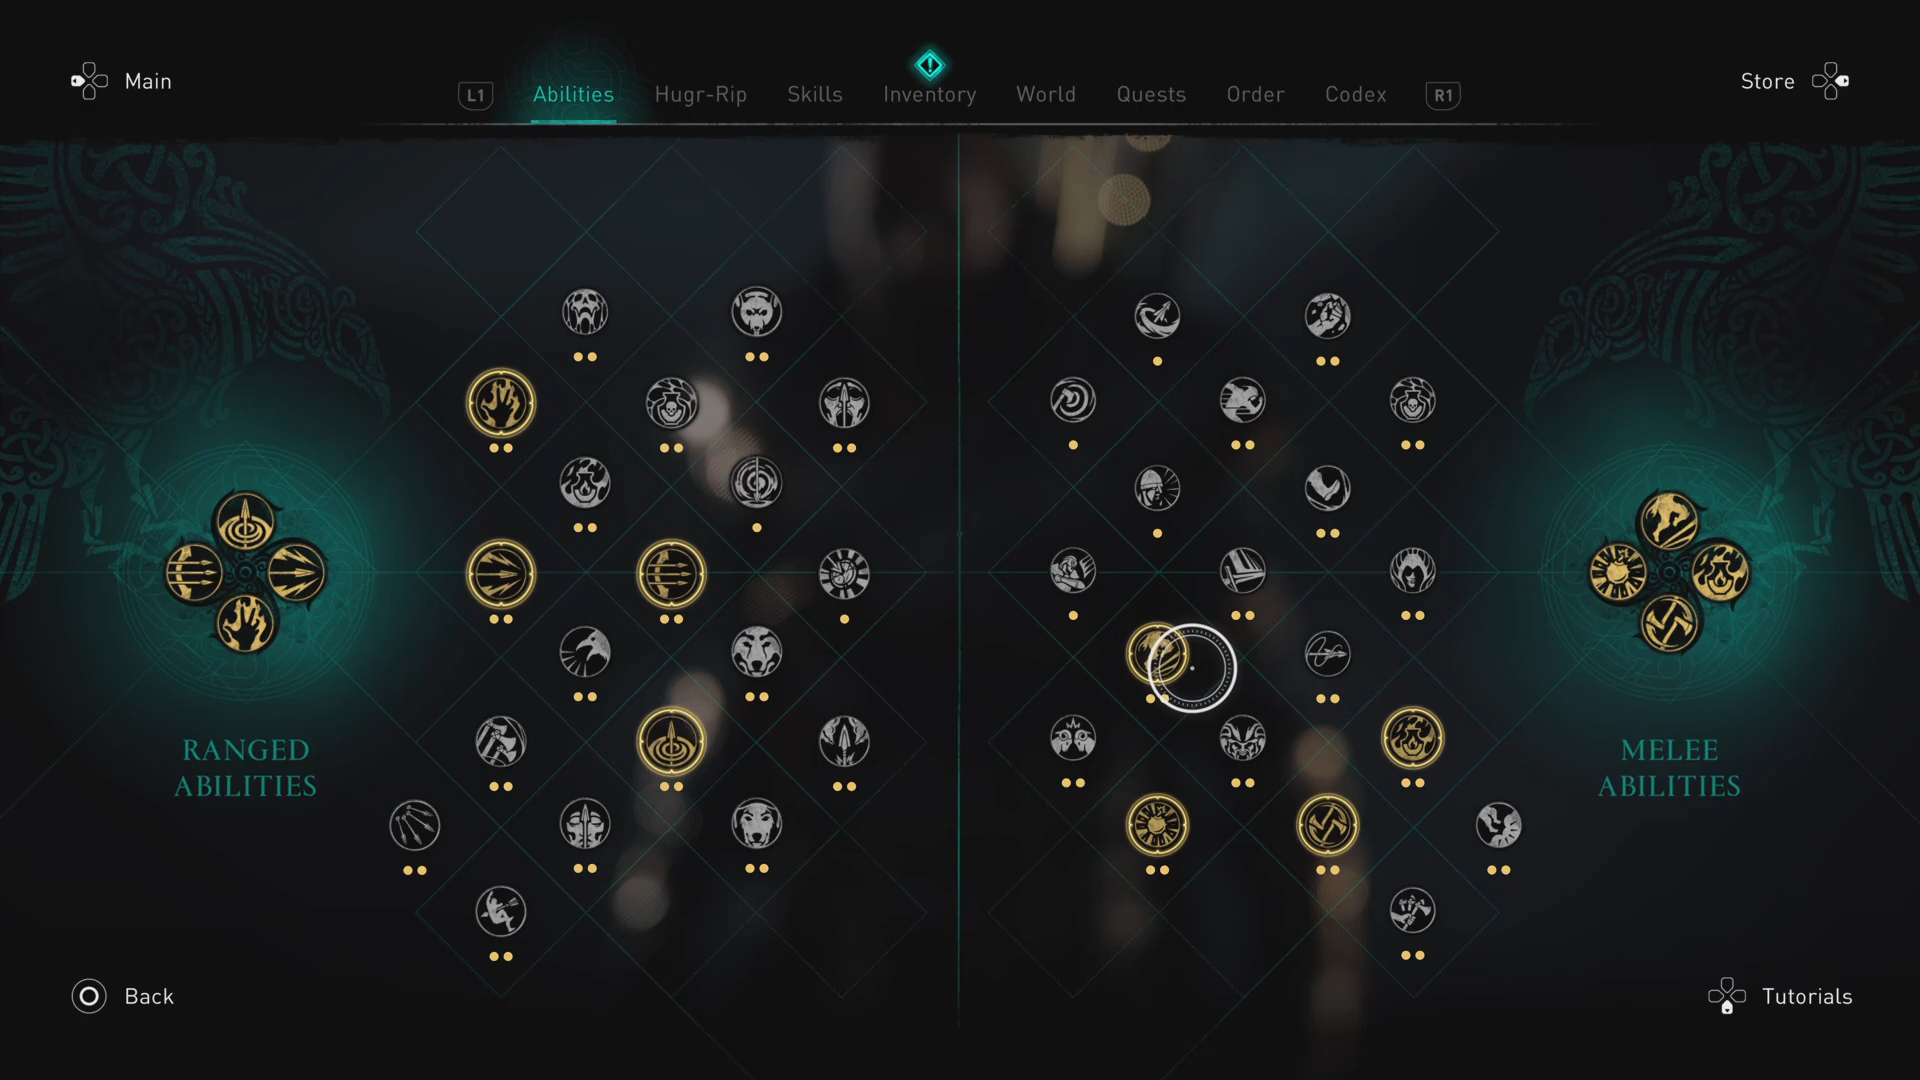 Main
L1
Abilities
Hugr-Rip
Skills
Inventory
World
Quests
Order
Codex
R1
Store
RANGED
ABILITIES
MELEE
ABILITIES
Back
Tutorials